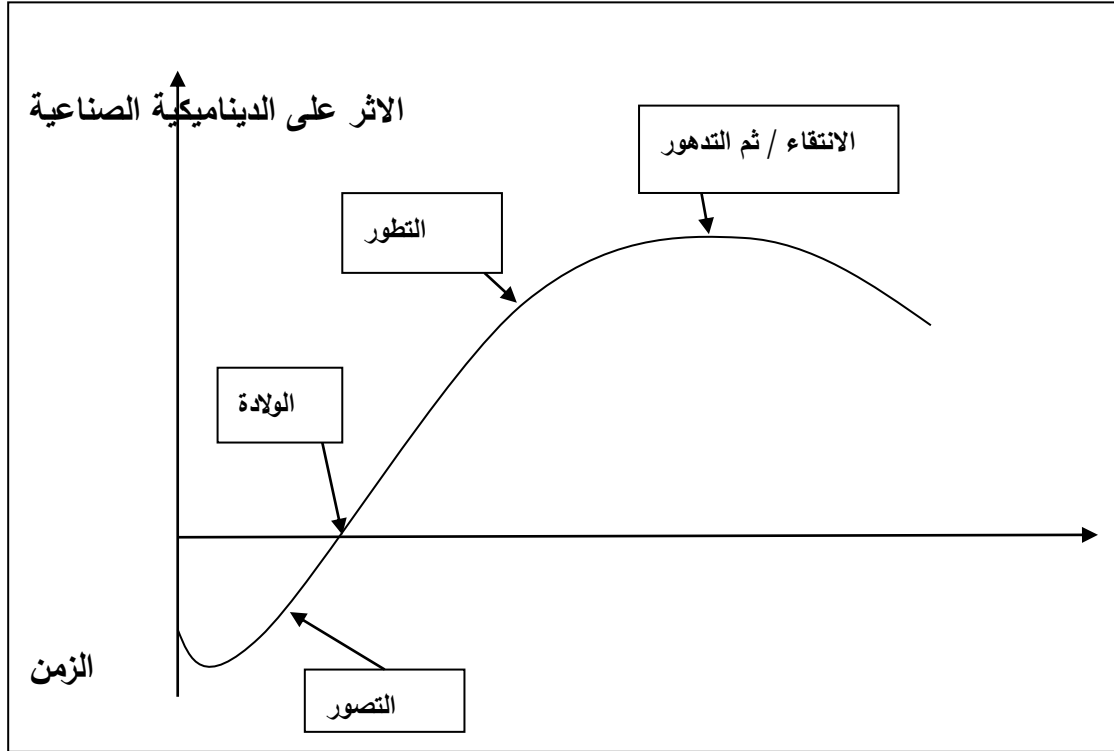 الاثر على الديناميكية الصناعية
الانتقاء / ثم التدهور
التطور
الولادة
الزمن
التصور